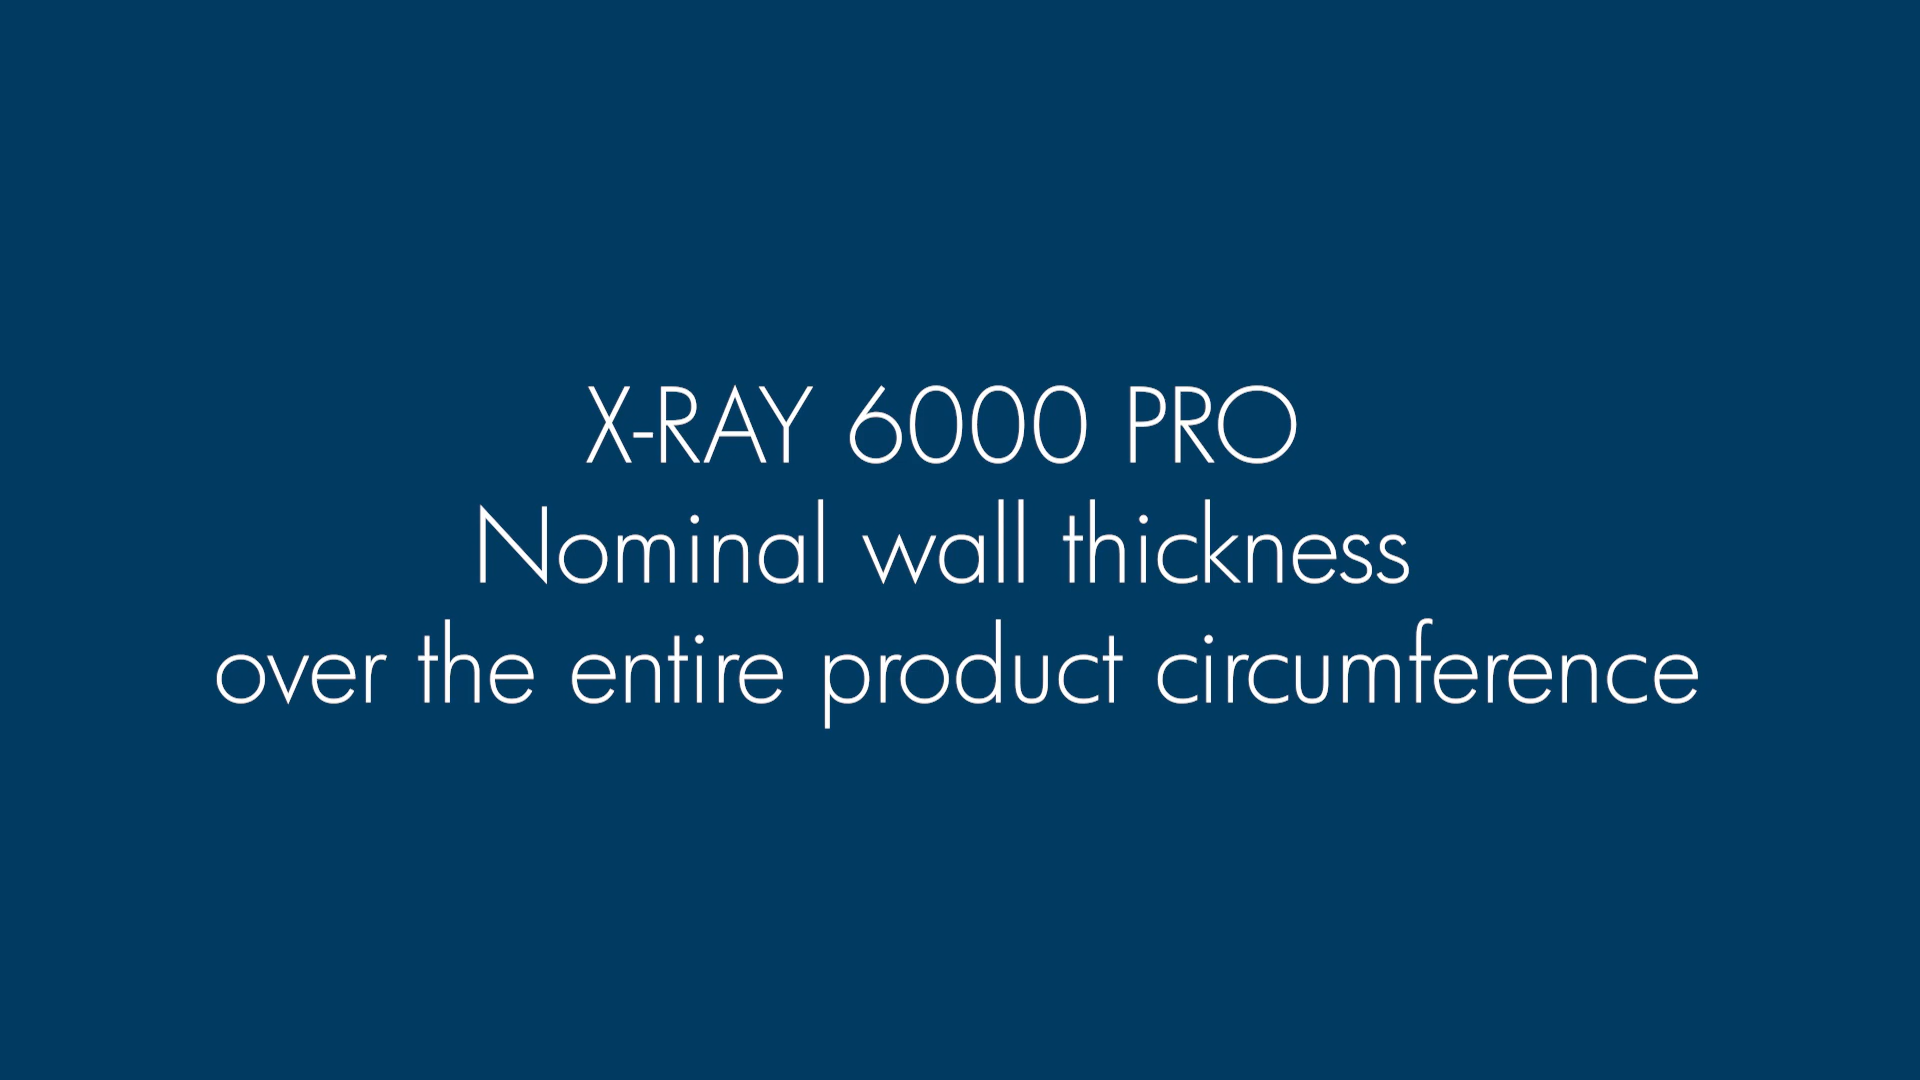 X-RAY 6000 PRO
Nominal wall thickness
over the entire product circumference